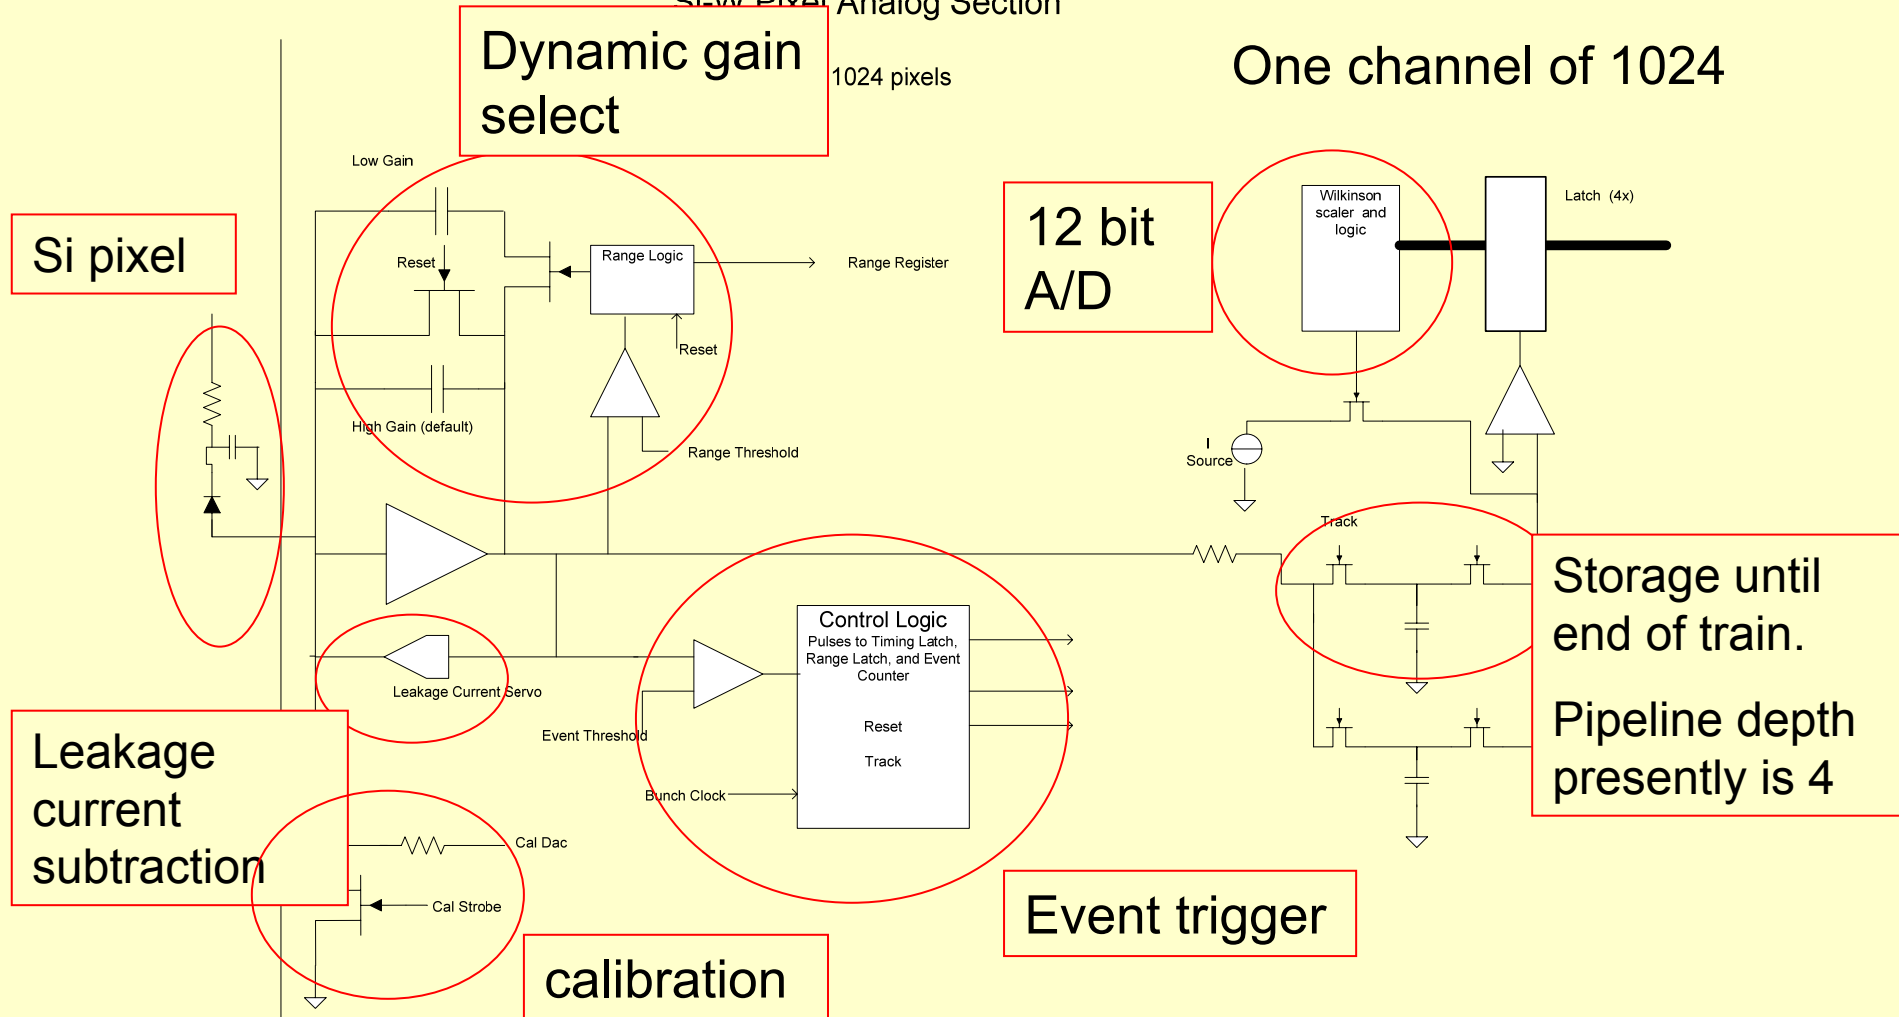 Si-W Pixel Analog Section
Dynamic gain
select
1024 pixels
One channel of 1024
Low Gain
Si pixel
Reset
Range Logic
Range Register
Reset
High Gain (default)
Range Threshold
12 bit
A/D
Wilkinson
scaler and
logic
Latch (4x)
I
Source
Track
Storage until
end of train.
Pipeline depth
presently is 4
Control Logic
Pulses to Timing Latch,
Range Latch, and Event
Counter
Reset
Track
Leakage Current Servo
Event Threshold
Bunch Clock
Leakage
current
subtraction
Cal Dac
Cal Strobe
Event trigger
calibration